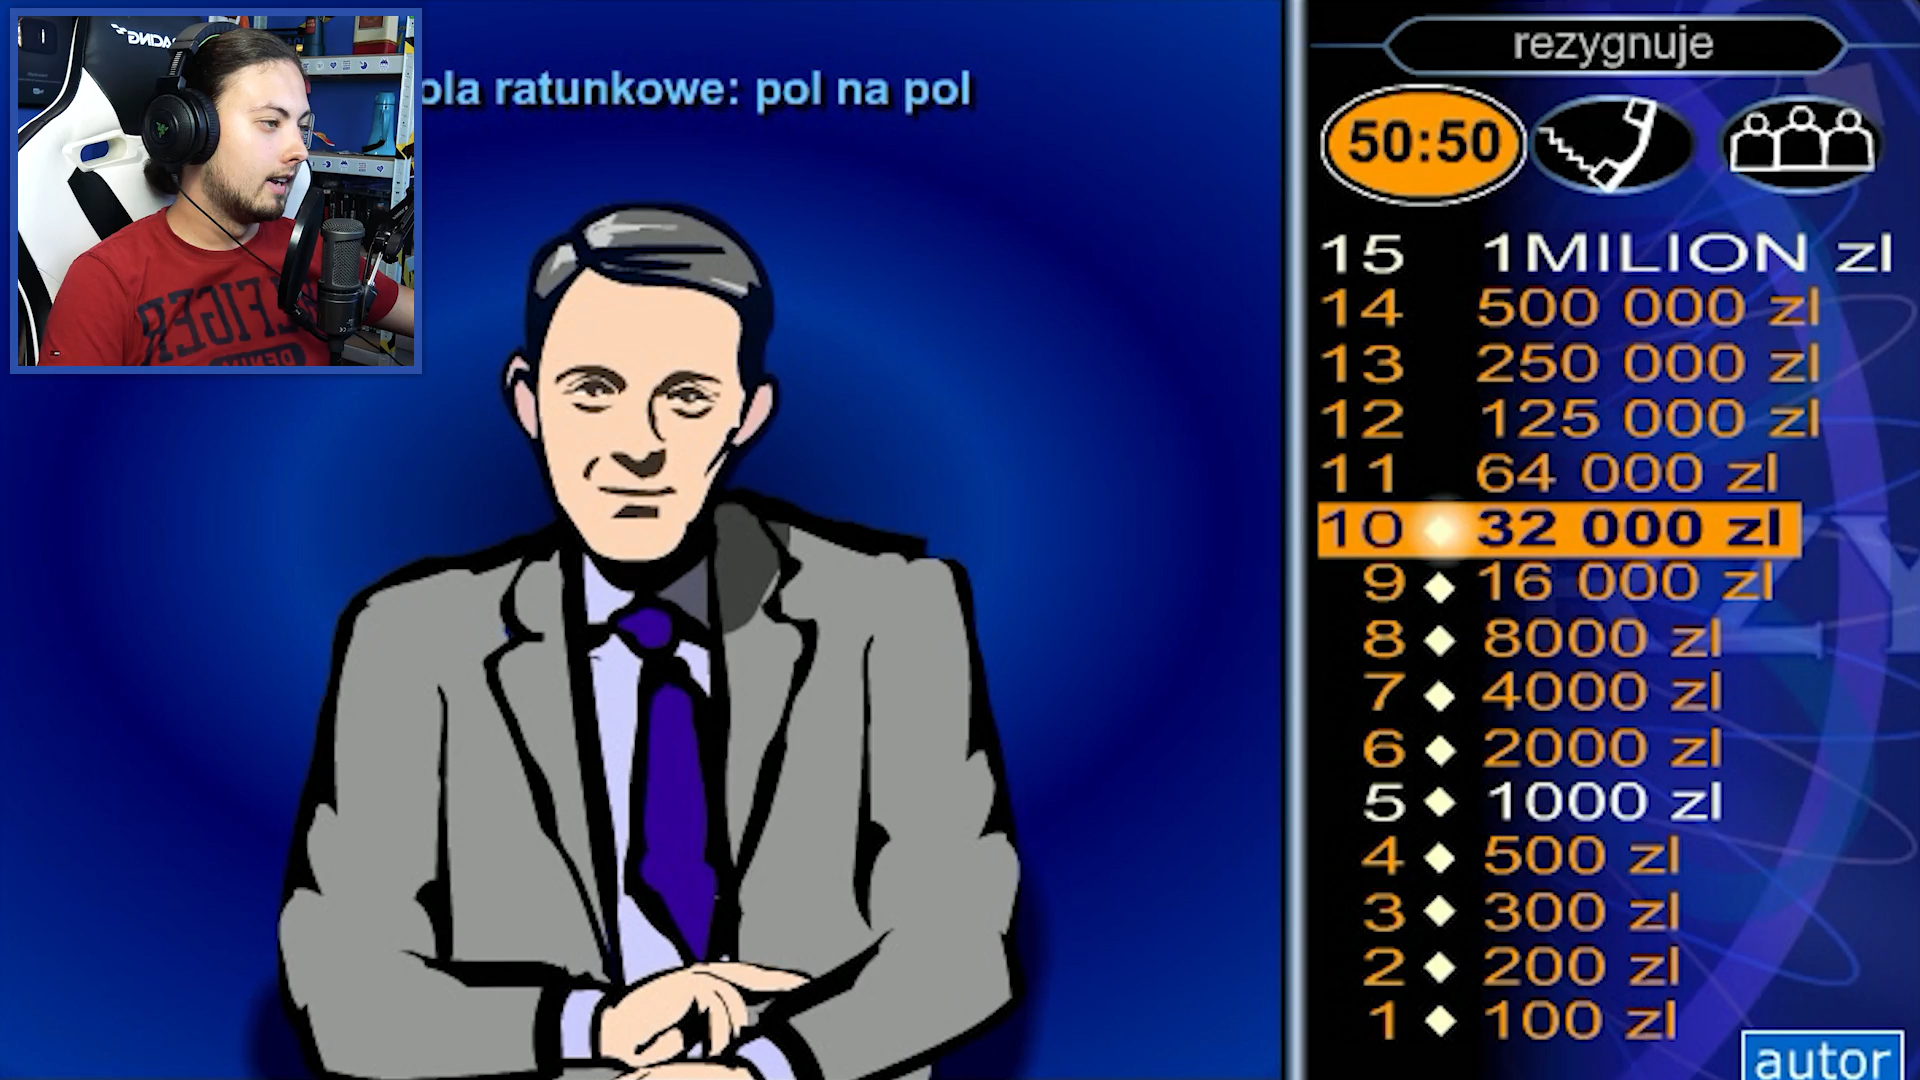 ola ratunkowe: pol na pol
rezygnuje
50:50
15 1MILION zl
14 500 000 zl
13 250 000 zl
12 125 000 zl
11 64 000 zl
10 32 000 zl
9 16 000 zl
8 8000 zl
7 4000 zl
6 2000 zl
5 1000 zl
4 500 zl
3 300 zl
2 200 zl
1 100 zl
autor